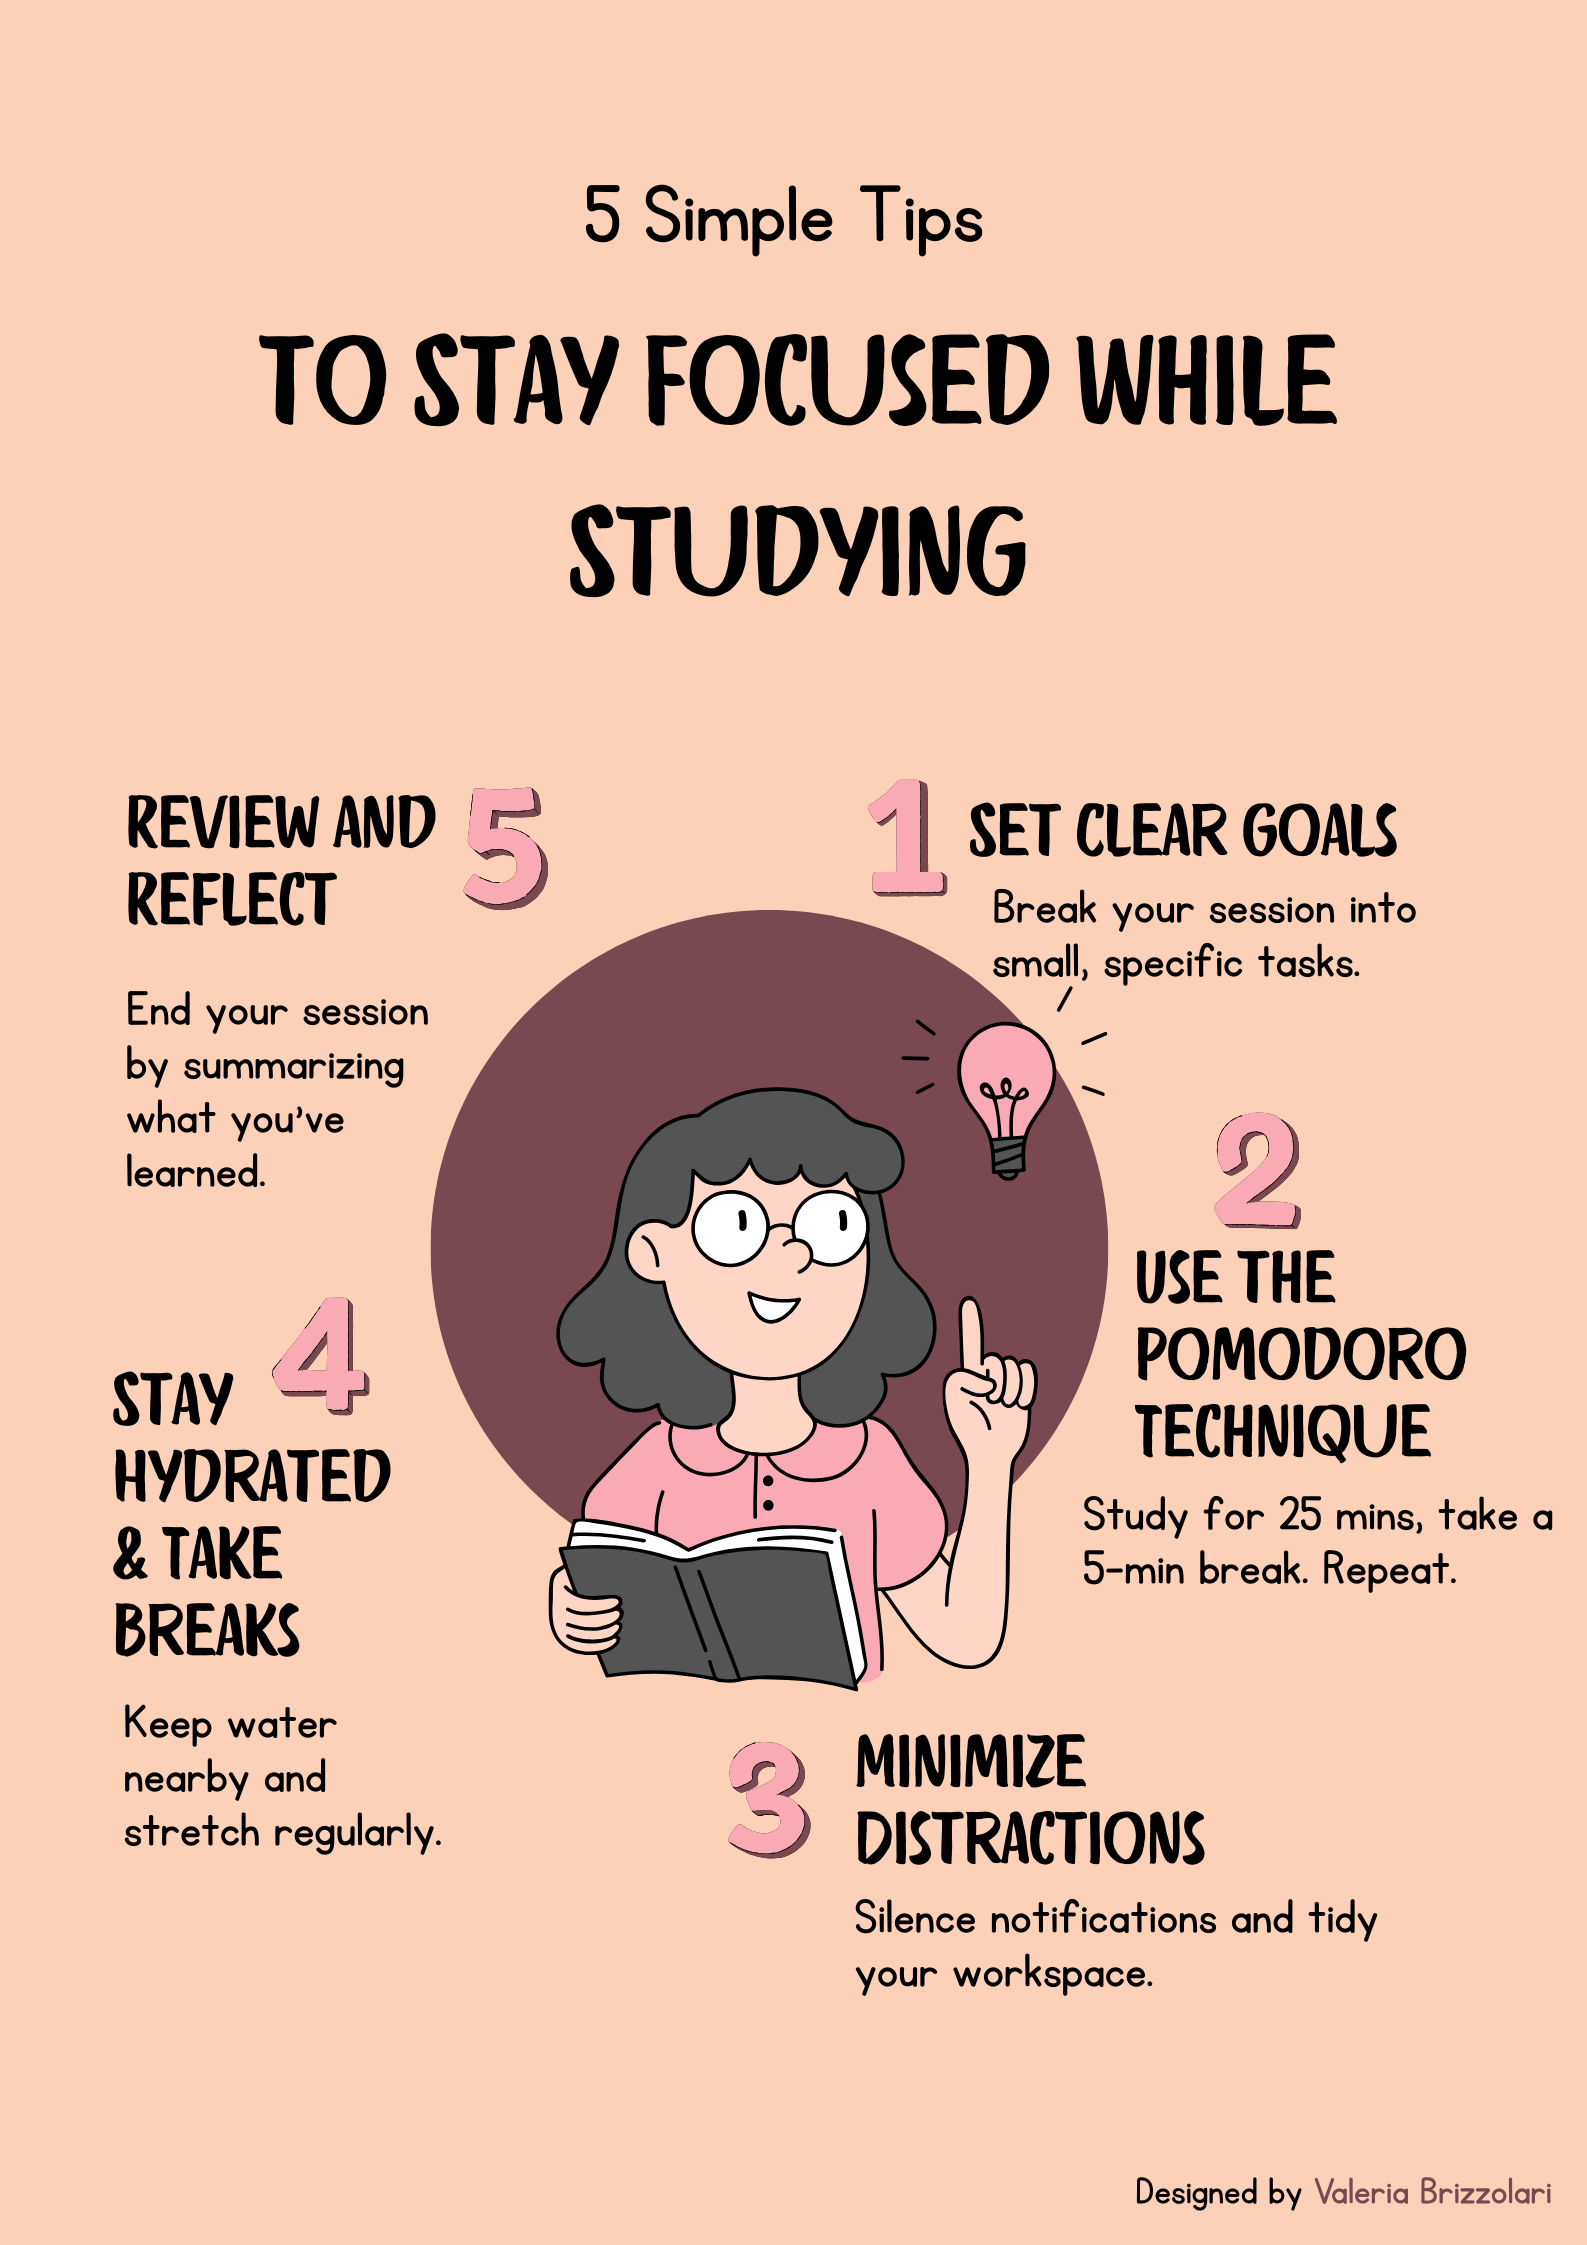 5 Simple Tips
TO STAY FOCUSED WHILE
STUDYING
1
SET CLEAR GOALS
Break your session into
small, specific tasks.
2
USE THE
POMODORO
TECHNIQUE
Study for 25 mins, take a
5-min break. Repeat.
3
MINIMIZE
DISTRACTIONS
Silence notifications and tidy
your workspace.
4
STAY
HYDRATED
& TAKE
BREAKS
Keep water
nearby and
stretch regularly.
5
REVIEW AND
REFLECT
End your session
by summarizing
what you’ve
learned.
Designed by Valeria Brizzolari